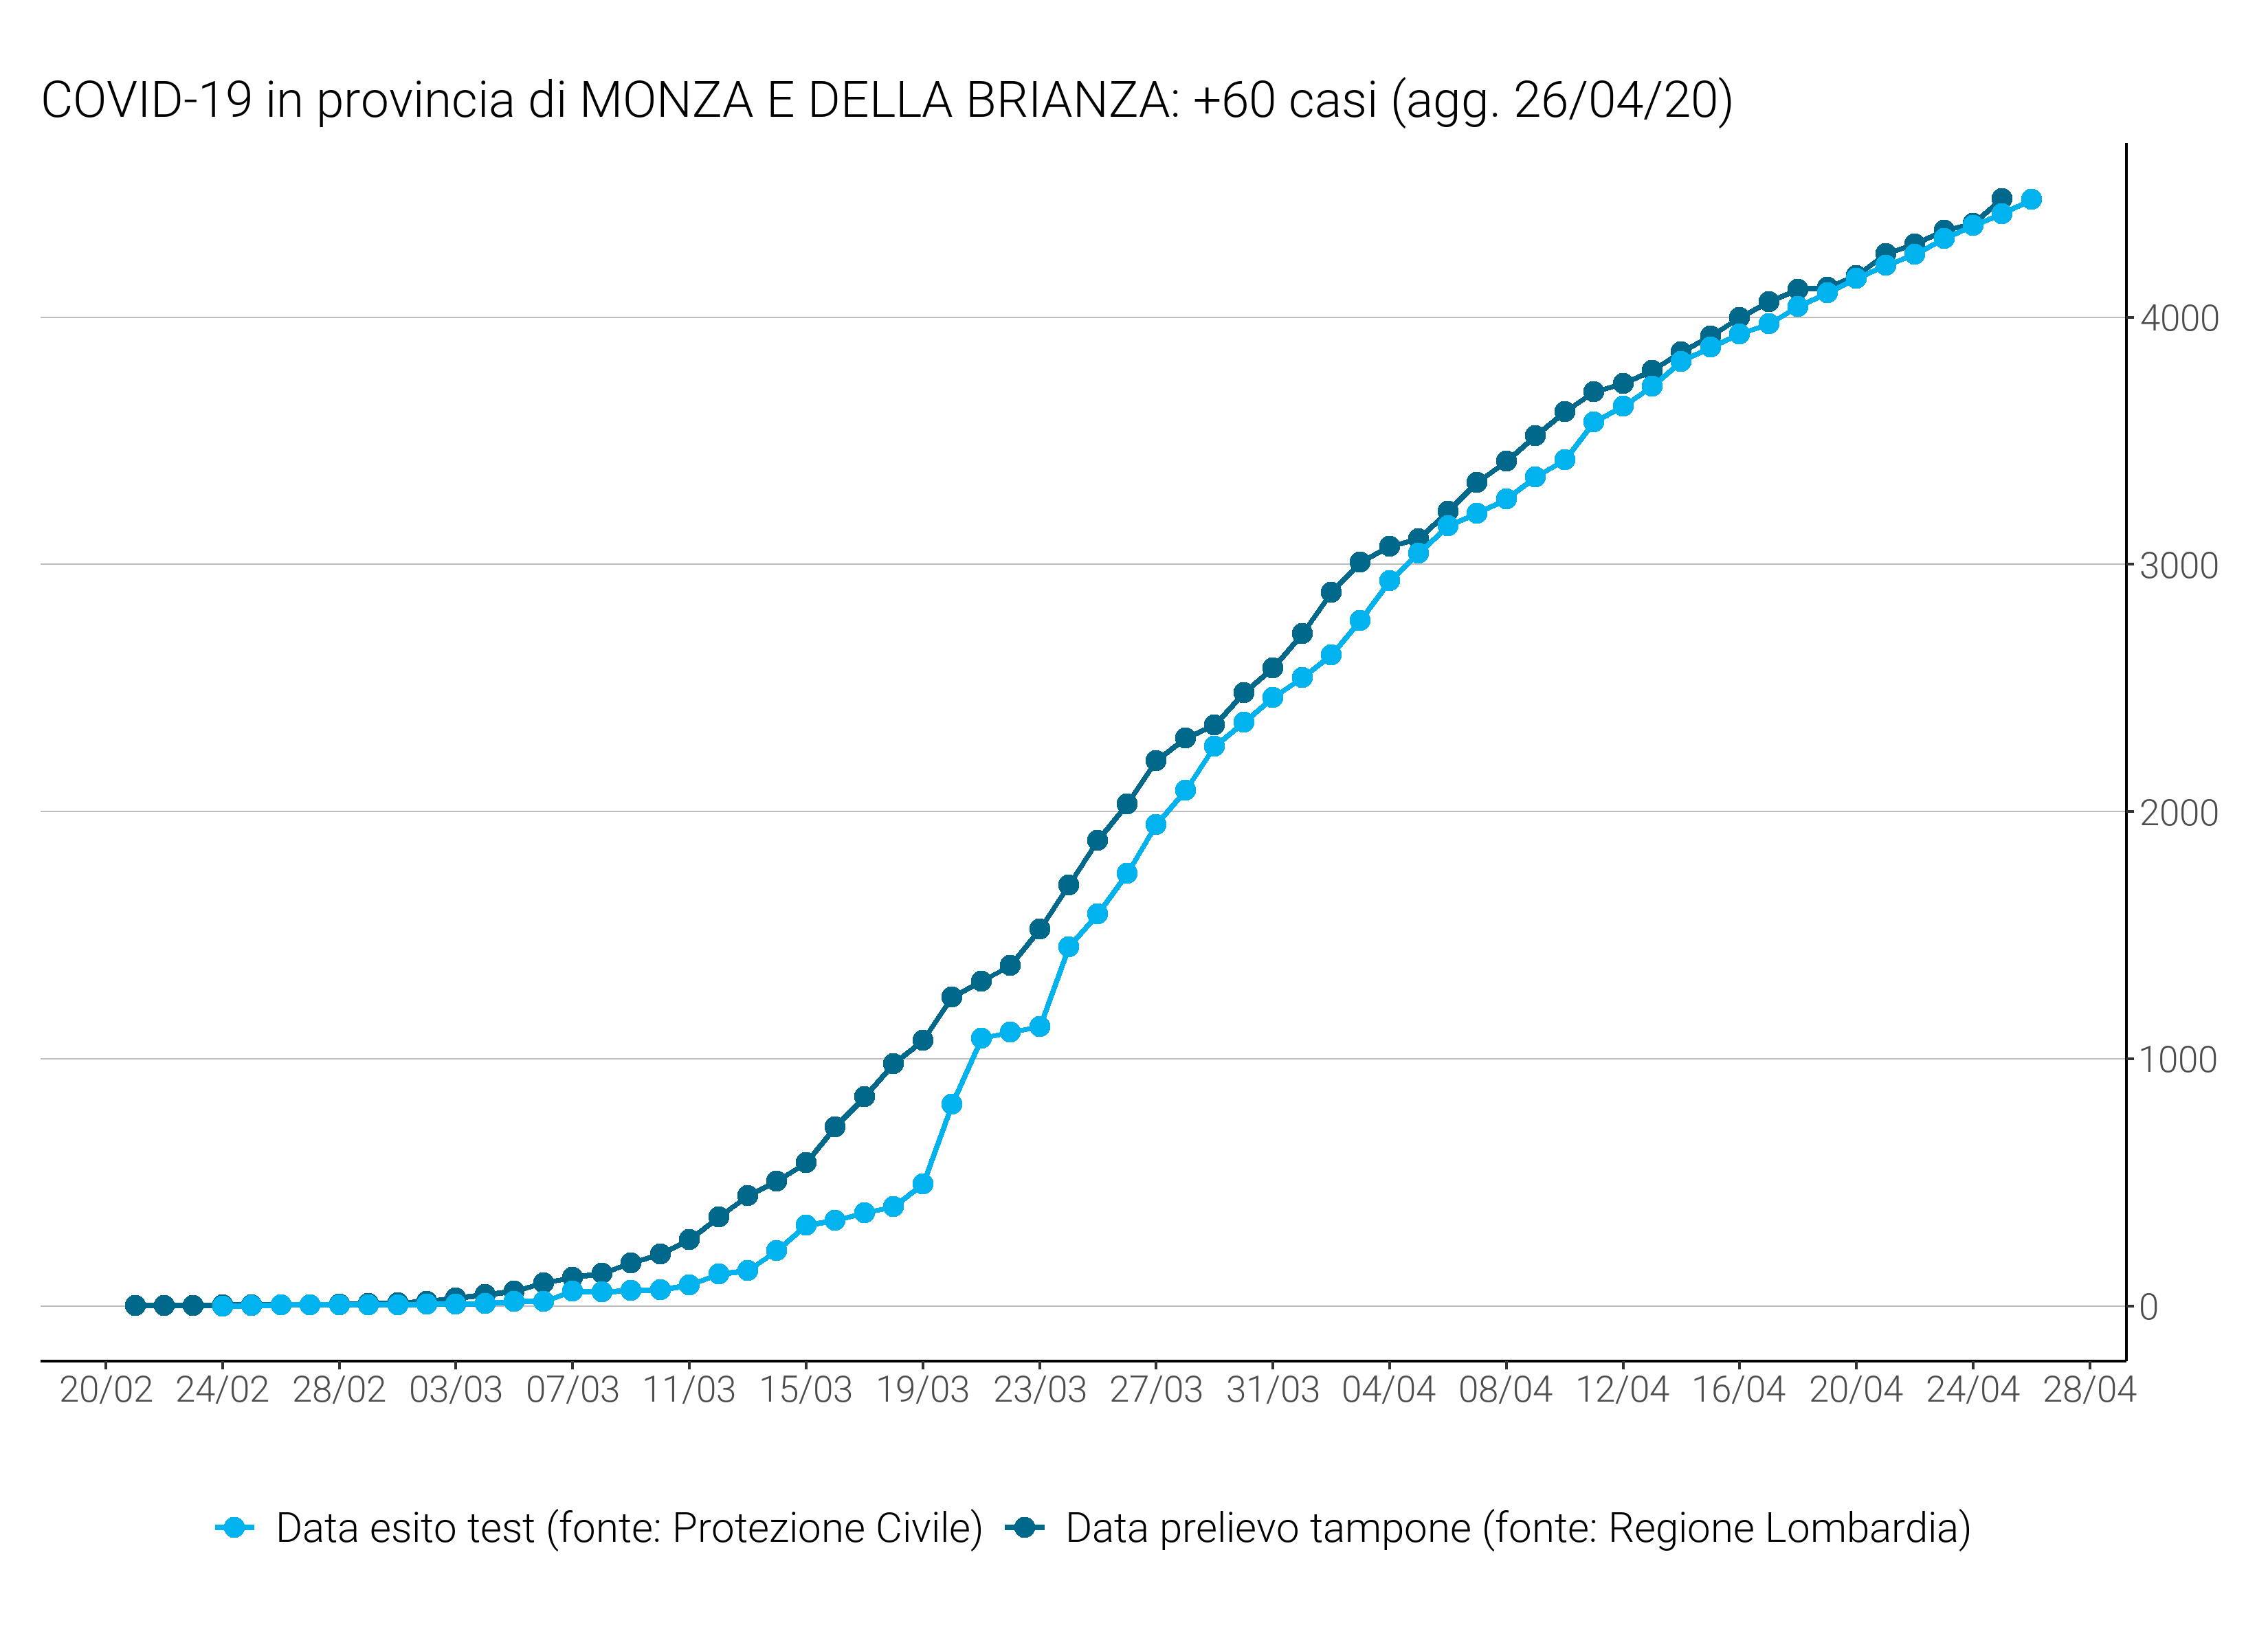 COVID-19 in provincia di MONZA E DELLA BRIANZA: +60 casi (agg. 26/04/20)
4000
3000
2000
1000
0
20/02 24/02 28/02 03/03 07/03 11/03 15/03 19/03 23/03 27/03 31/03 04/04 08/04 12/04 16/04 20/04 24/04 28/04
Data esito test (fonte: Protezione Civile) Data prelievo tampone (fonte: Regione Lombardia)